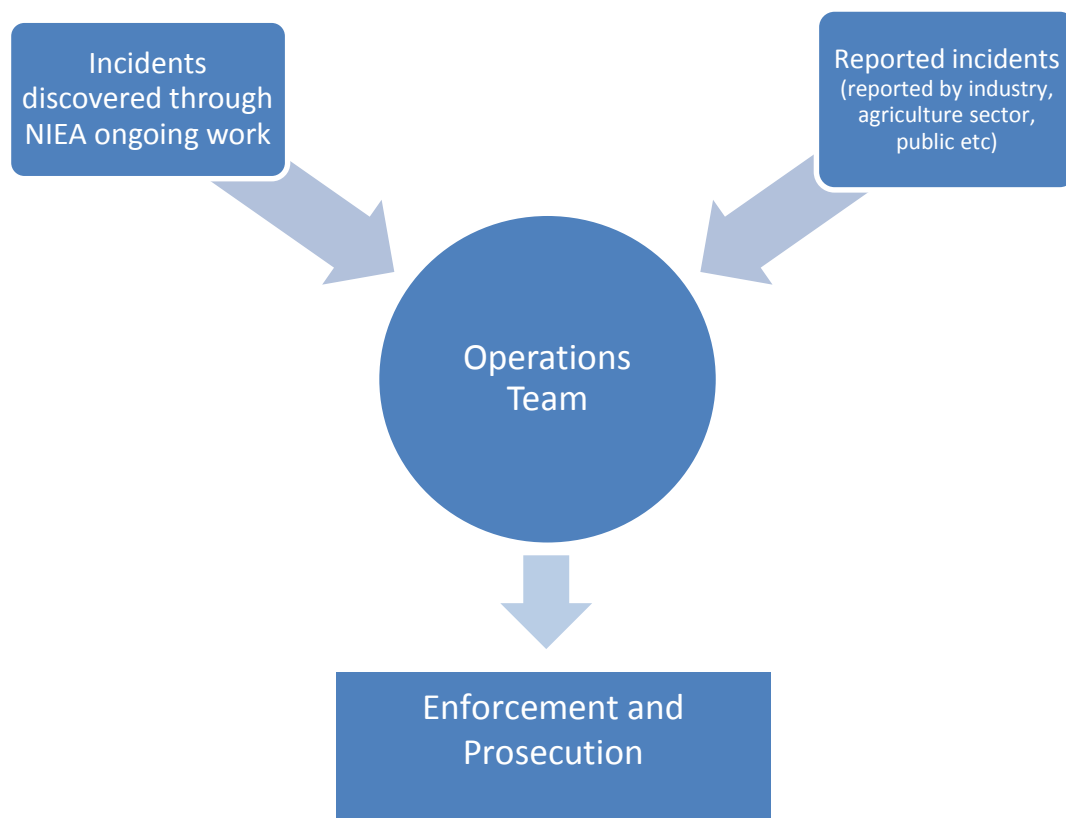 Incidents
discovered through
NIEA ongoing work
Reported incidents
(reported by industry,
agriculture sector,
public etc)
Operations
Team
Enforcement and
Prosecution